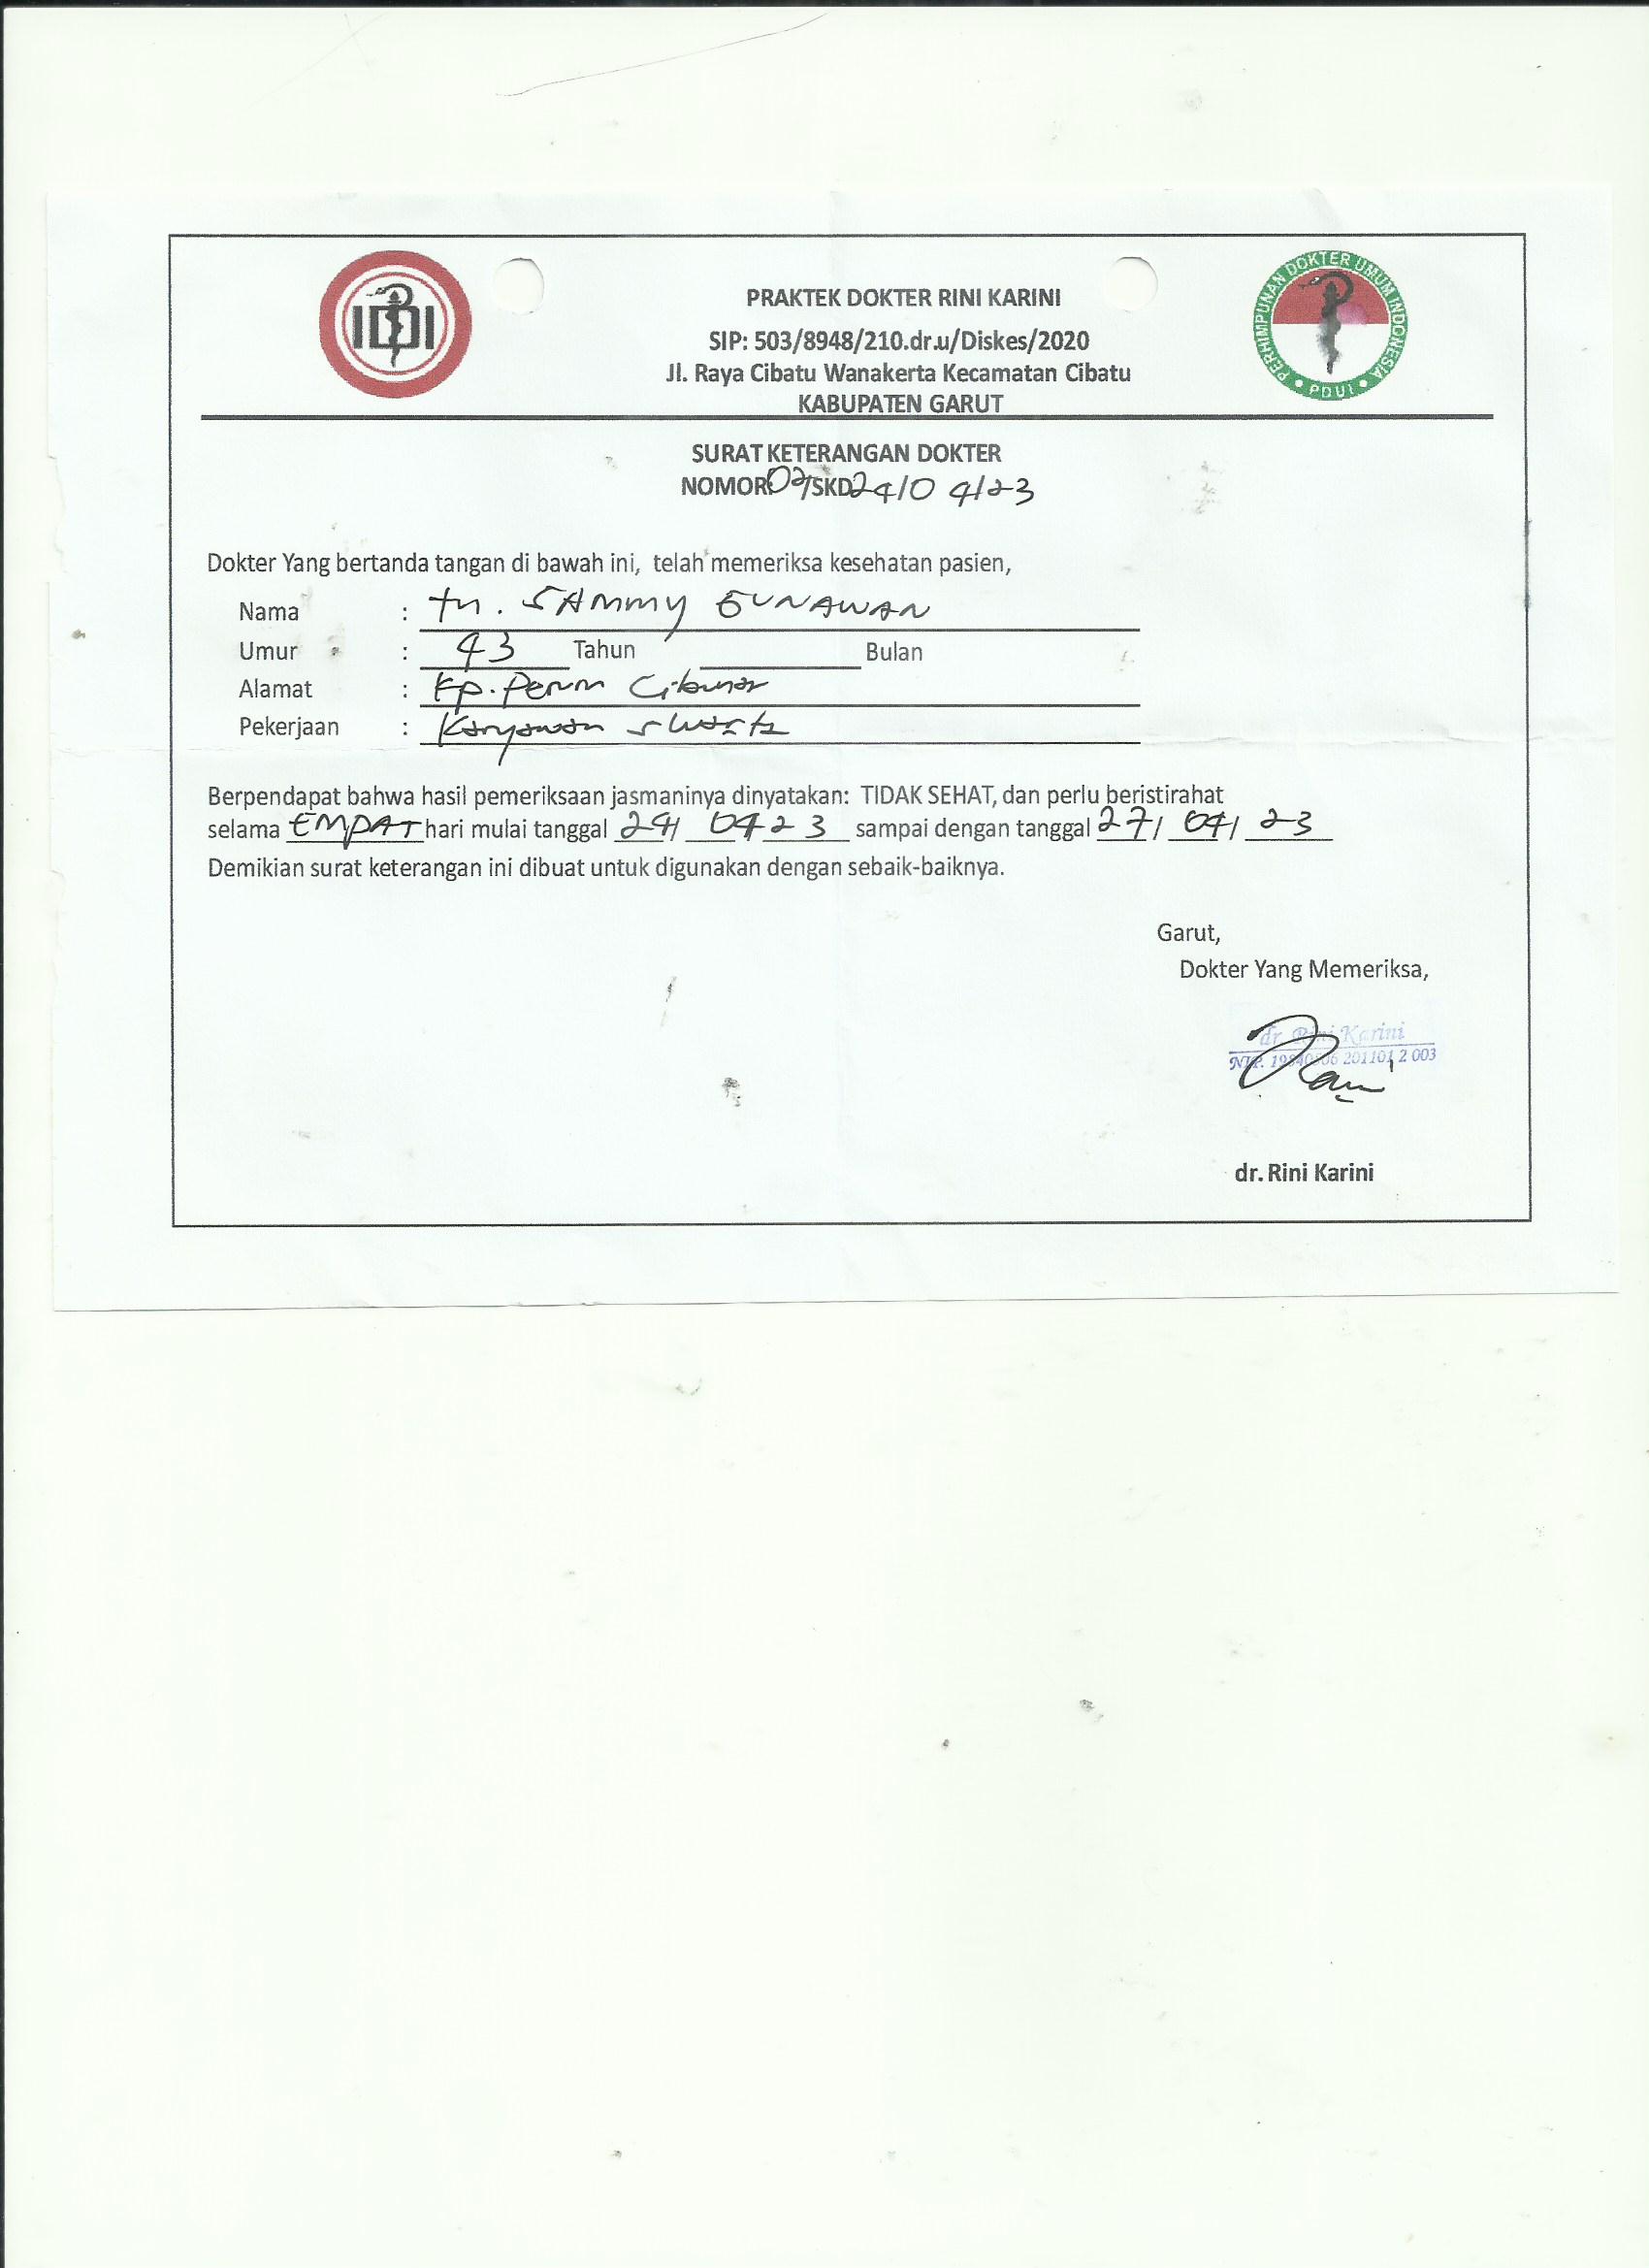 IDI
PERHIMPUNAN DOKTER UMUM INDONESIA
• PDUI •
PRAKTEK DOKTER RINI KARINI
SIP: 503/8948/210.dr.u/Diskes/2020
Jl. Raya Cibatu Wanakerta Kecamatan Cibatu
KABUPATEN GARUT
SURAT KETERANGAN DOKTER
NOMOR 02/SKD 24/04/23
Dokter Yang bertanda tangan di bawah ini, telah memeriksa kesehatan pasien,
Nama : tn. SAMMY GUNAWAN
Umur : 43 Tahun Bulan
Alamat : Kp. Perum Cibunar
Pekerjaan : Karyawan swasta
Berpendapat bahwa hasil pemeriksaan jasmaninya dinyatakan: TIDAK SEHAT, dan perlu beristirahat
selama EMPAT hari mulai tanggal 24/ 04 23 sampai dengan tanggal 27/ 04/ 23
Demikian surat keterangan ini dibuat untuk digunakan dengan sebaik-baiknya.
Garut,
Dokter Yang Memeriksa,
dr. Rini Karini
NIP. 201101 2 003
dr. Rini Karini